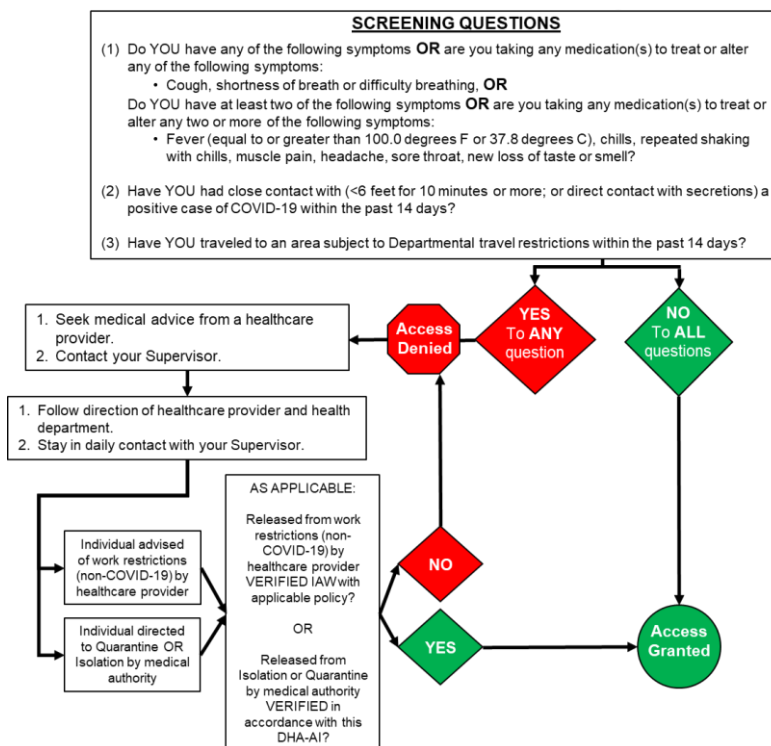 SCREENING QUESTIONS
(1) Do YOU have any of the following symptoms OR are you taking any medication(s) to treat or alter
any of the following symptoms:
• Cough, shortness of breath or difficulty breathing, OR
Do YOU have at least two of the following symptoms OR are you taking any medication(s) to treat or
alter any two or more of the following symptoms:
• Fever (equal to or greater than 100.0 degrees F or 37.8 degrees C), chills, repeated shaking
with chills, muscle pain, headache, sore throat, new loss of taste or smell?
(2) Have YOU had close contact with (<6 feet for 10 minutes or more; or direct contact with secretions) a
positive case of COVID-19 within the past 14 days?
(3) Have YOU traveled to an area subject to Departmental travel restrictions within the past 14 days?
YES
To ANY
question
NO
To ALL
questions
Access
Denied
1. Seek medical advice from a healthcare
provider.
2. Contact your Supervisor.
1. Follow direction of healthcare provider and health
department.
2. Stay in daily contact with your Supervisor.
Individual advised
of work restrictions
(non-COVID-19) by
healthcare provider
Individual directed
to Quarantine OR
Isolation by medical
authority
AS APPLICABLE:
Released from work
restrictions (non-
COVID-19) by
healthcare provider
VERIFIED IAW with
applicable policy?
OR
Released from
Isolation or Quarantine
by medical authority
VERIFIED in
accordance with this
DHA-AI?
NO
YES
Access
Granted